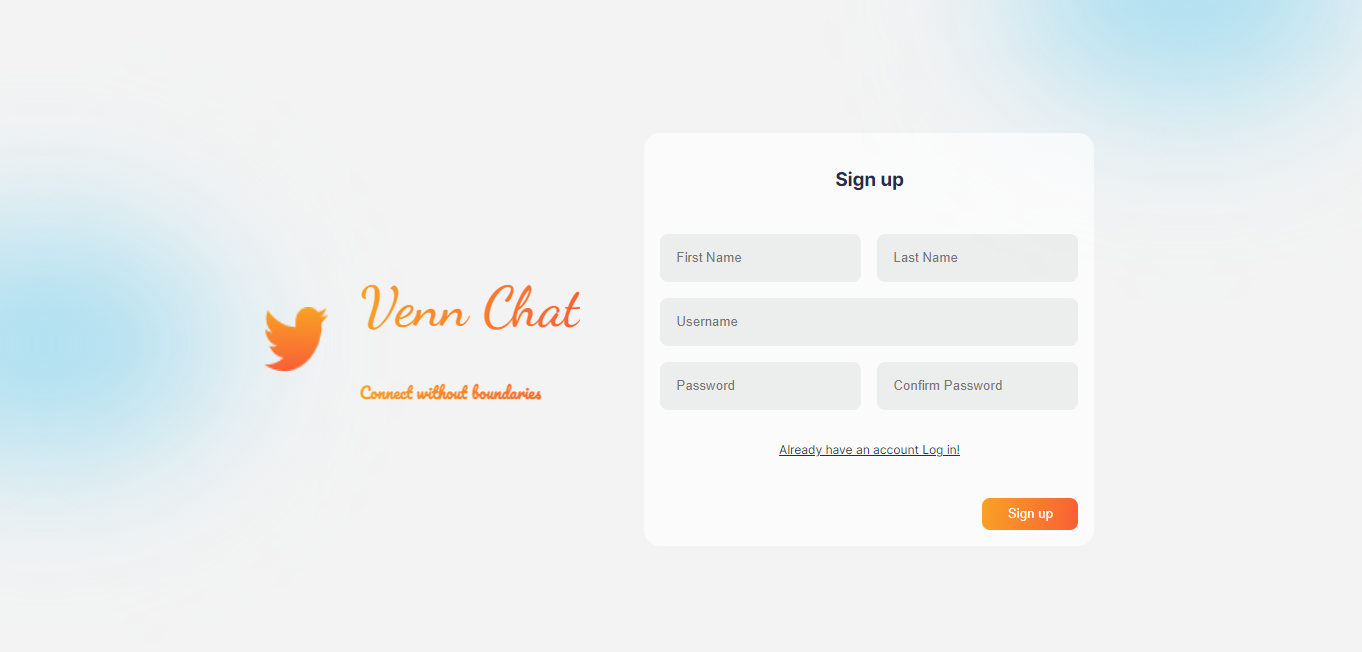 Venn Chat
Connect without boundaries
Sign up
First Name
Last Name
Username
Password
Confirm Password
Already have an account Log in!
Sign up